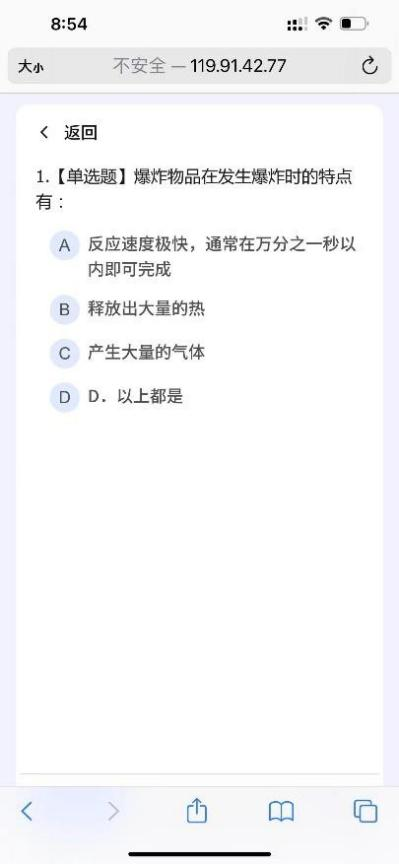 8:54
大小 不安全 — 119.91.42.77
返回
1.【单选题】爆炸物品在发生爆炸时的特点
有：
A 反应速度极快，通常在万分之一秒以
内即可完成
B 释放出大量的热
C 产生大量的气体
D D．以上都是